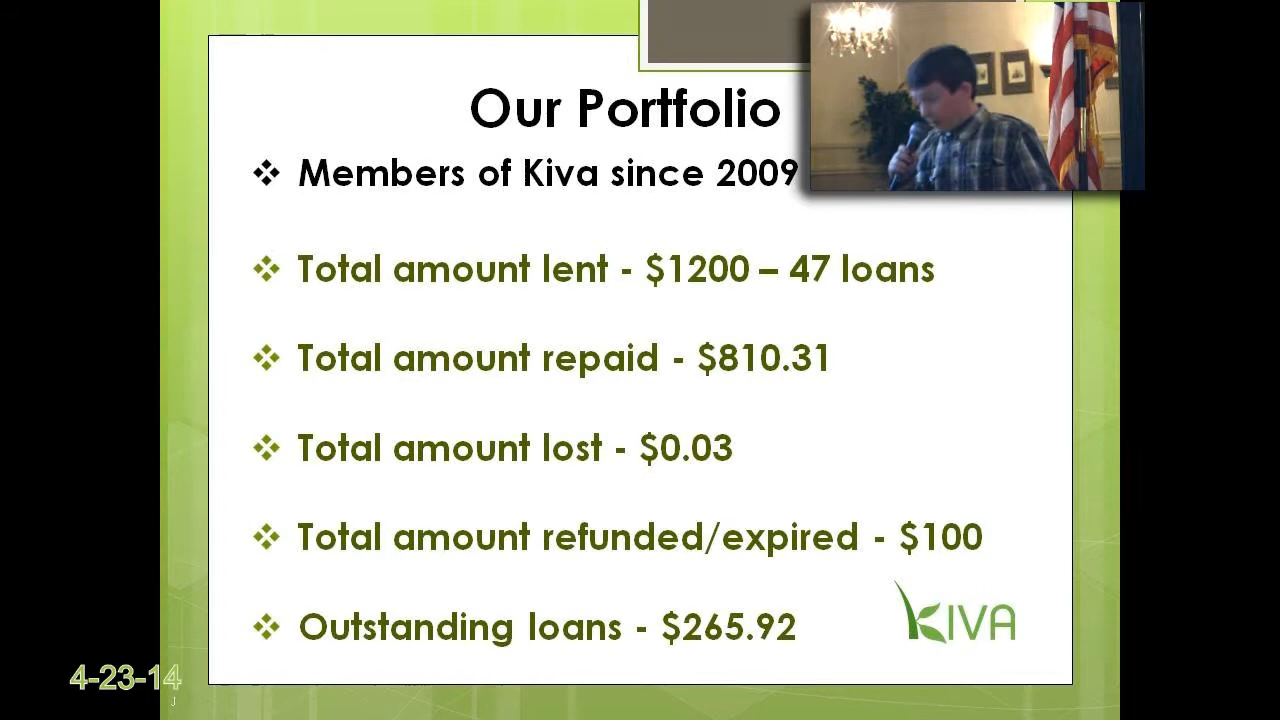 Our Portfolio
❖ Members of Kiva since 2009
❖ Total amount lent - $1200 – 47 loans
❖ Total amount repaid - $810.31
❖ Total amount lost - $0.03
❖ Total amount refunded/expired - $100
❖ Outstanding loans - $265.92
KIVA
4-23-14
J